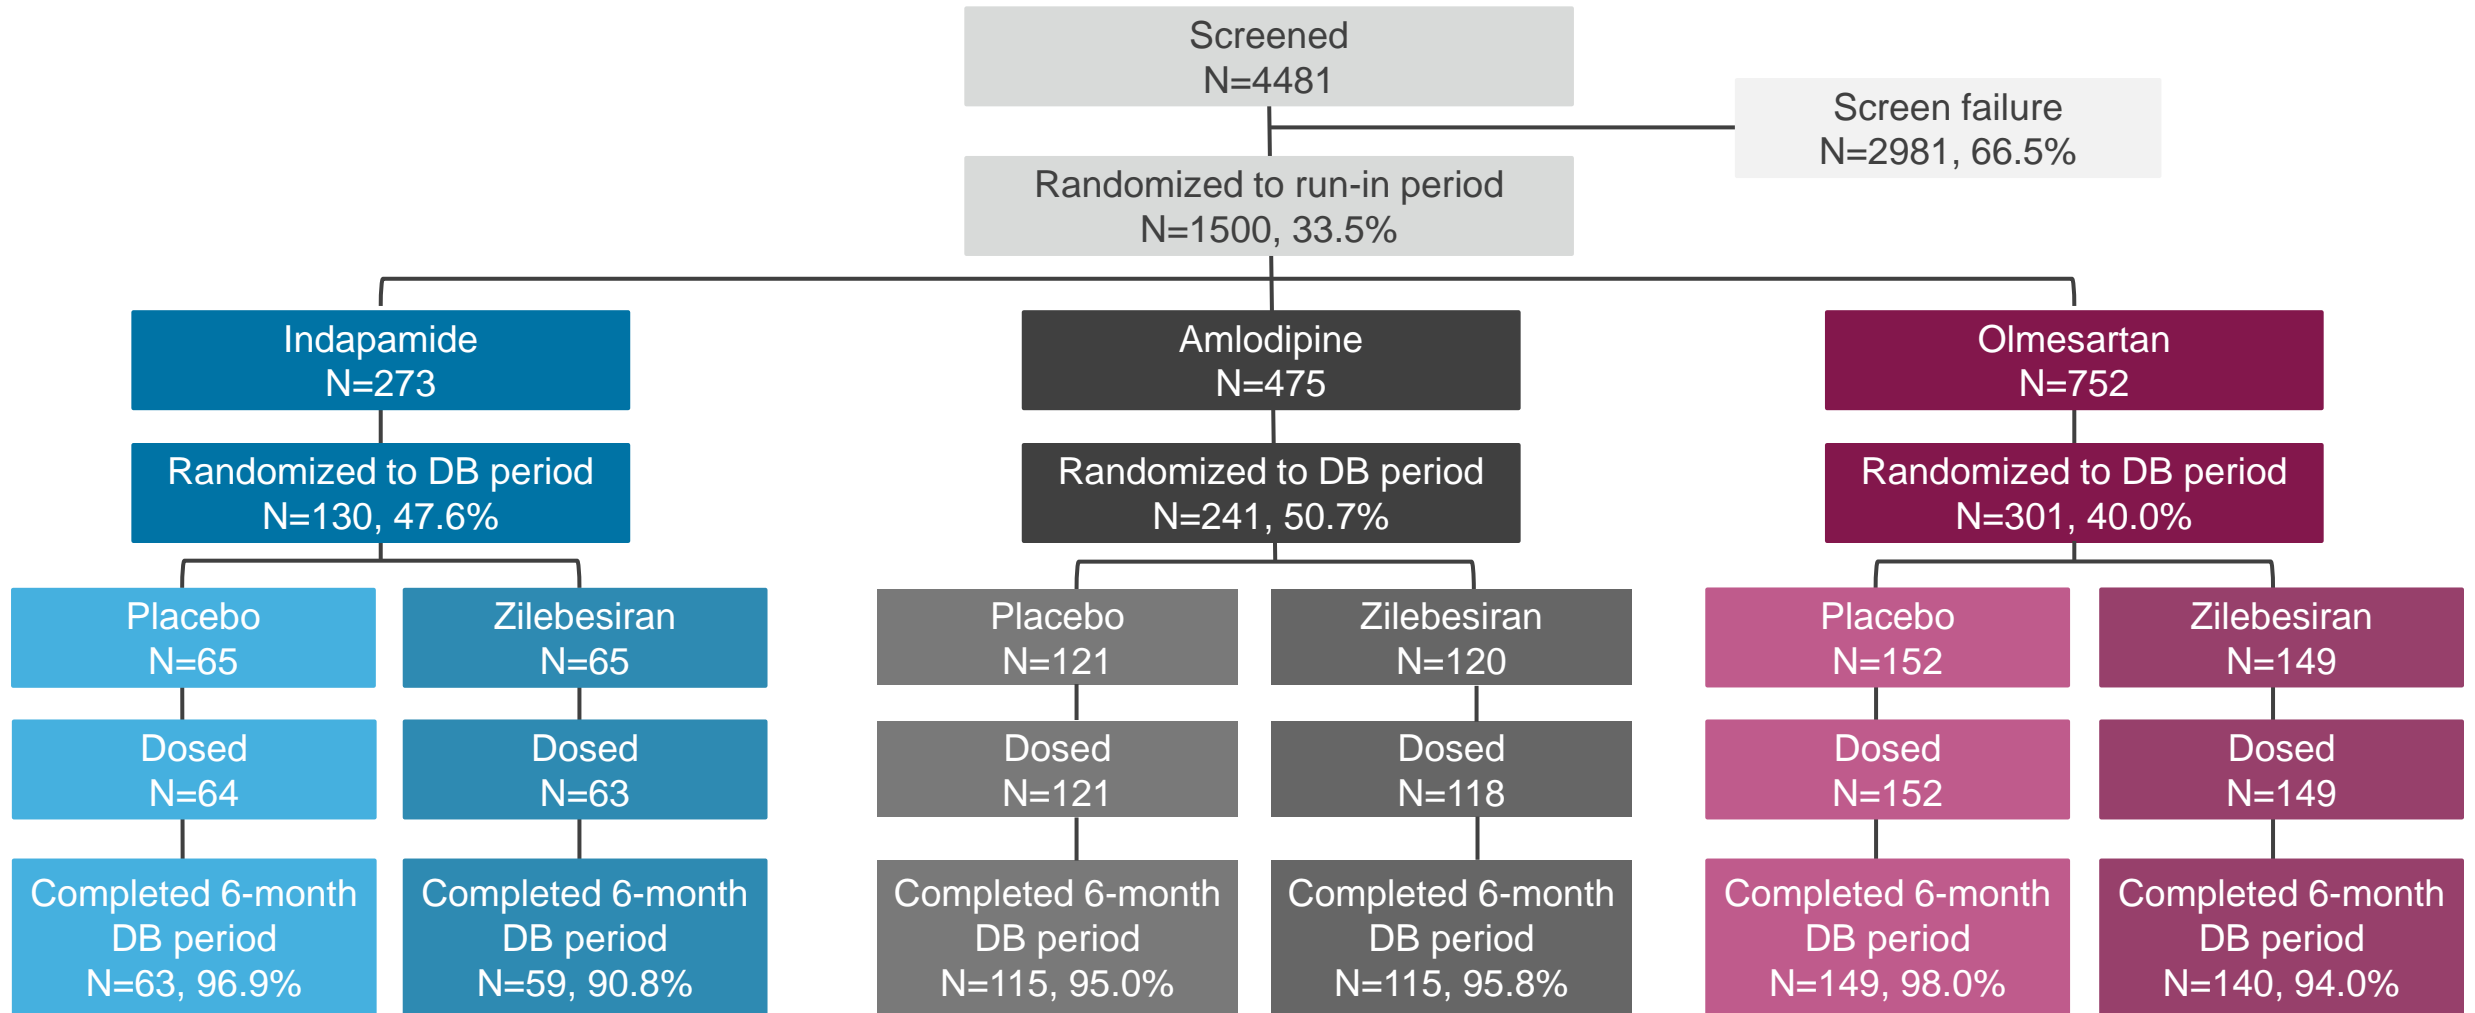 Screened
N=4481
Screen failure
N=2981, 66.5%
Randomized to run-in period
N=1500, 33.5%
Indapamide
N=273
Amlodipine
N=475
Olmesartan
N=752
Randomized to DB period
N=130, 47.6%
Randomized to DB period
N=241, 50.7%
Randomized to DB period
N=301, 40.0%
Placebo
N=65
Zilebesiran
N=65
Placebo
N=121
Zilebesiran
N=120
Placebo
N=152
Zilebesiran
N=149
Dosed
N=64
Dosed
N=63
Dosed
N=121
Dosed
N=118
Dosed
N=152
Dosed
N=149
Completed 6-month
DB period
N=63, 96.9%
Completed 6-month
DB period
N=59, 90.8%
Completed 6-month
DB period
N=115, 95.0%
Completed 6-month
DB period
N=115, 95.8%
Completed 6-month
DB period
N=149, 98.0%
Completed 6-month
DB period
N=140, 94.0%